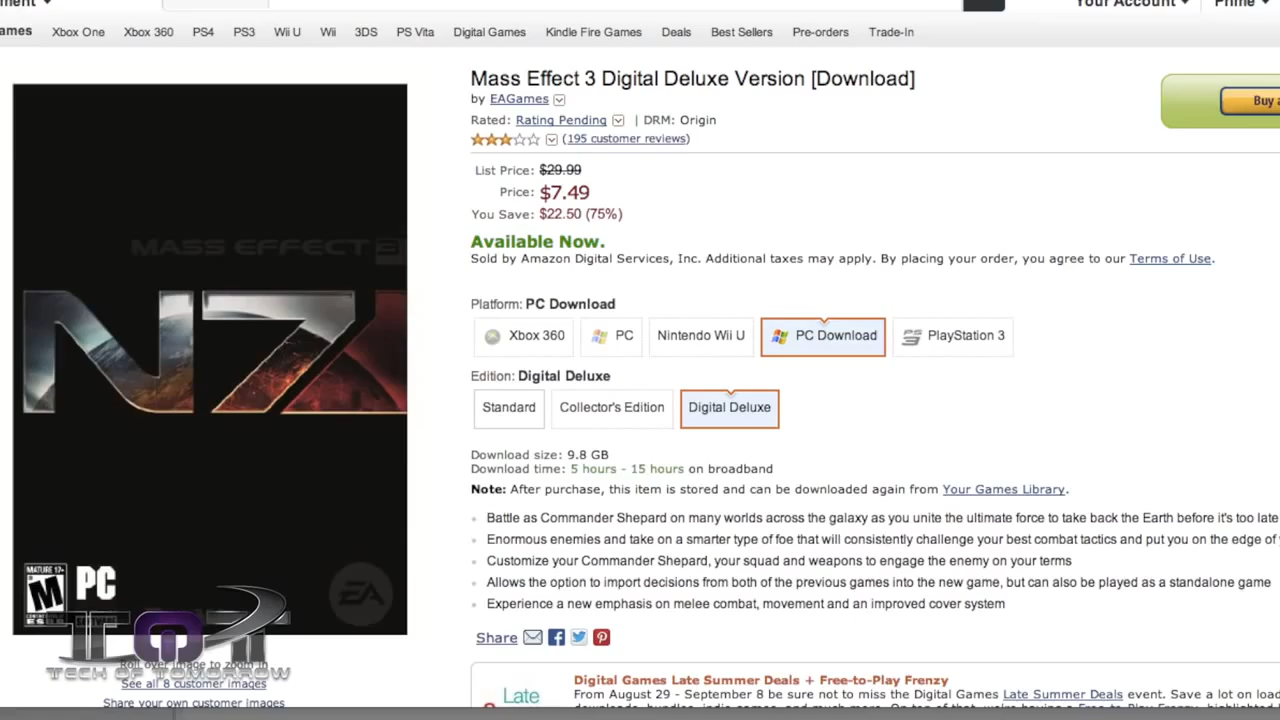 Your Account
Prime
ames Xbox One Xbox 360 PS4 PS3 Wii U Wii 3DS PS Vita Digital Games Kindle Fire Games Deals Best Sellers Pre-orders Trade-In
Mass Effect 3 Digital Deluxe Version [Download]
by EAGames
Rated: Rating Pending | DRM: Origin
(195 customer reviews)
List Price: $29.99
Price: $7.49
You Save: $22.50 (75%)
Available Now.
Sold by Amazon Digital Services, Inc. Additional taxes may apply. By placing your order, you agree to our Terms of Use.
Buy
Platform: PC Download
Xbox 360 PC Nintendo Wii U PC Download PlayStation 3
Edition: Digital Deluxe
Standard Collector's Edition Digital Deluxe
Download size: 9.8 GB
Download time: 5 hours - 15 hours on broadband
Note: After purchase, this item is stored and can be downloaded again from Your Games Library.
Battle as Commander Shepard on many worlds across the galaxy as you unite the ultimate force to take back the Earth before it's too late
Enormous enemies and take on a smarter type of foe that will consistently challenge your best combat tactics and put you on the edge of
Customize your Commander Shepard, your squad and weapons to engage the enemy on your terms
Allows the option to import decisions from both of the previous games into the new game, but can also be played as a standalone game
Experience a new emphasis on melee combat, movement and an improved cover system
Share
Digital Games Late Summer Deals + Free-to-Play Frenzy
From August 29 - September 8 be sure not to miss the Digital Games Late Summer Deals event. Save a lot on
Late
MASS EFFECT 3
N7
MATURE 17+
M
PC
EA
TOT
TECH OF TOMORROW
Roll over image to zoom in
See all 8 customer images
Share your own customer images